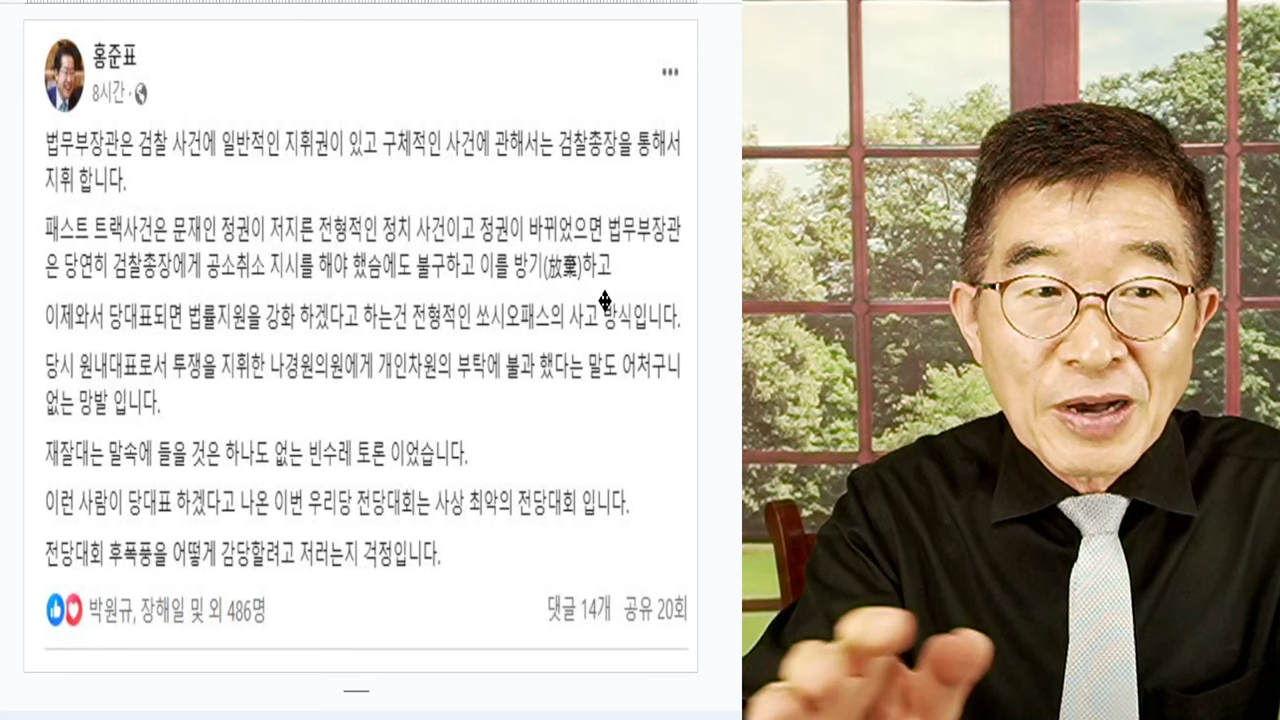 홍준표
8시간 ·
법무부장관은 검찰 사건에 일반적인 지휘권이 있고 구체적인 사건에 관해서는 검찰총장을 통해서
지휘 합니다.
패스트 트랙사건은 문재인 정권이 저지른 전형적인 정치 사건이고 정권이 바뀌었으면 법무부장관
은 당연히 검찰총장에게 공소취소 지시를 해야 했슴에도 불구하고 이를 방기(放棄)하고
이제와서 당대표되면 법률지원을 강화 하겠다고 하는건 전형적인 쏘시오패스의 사고 방식입니다.
당시 원내대표로서 투쟁을 지휘한 나경원의원에게 개인차원의 부탁에 불과 했다는 말도 어처구니
없는 망발 입니다.
재잘대는 말속에 들을 것은 하나도 없는 빈수레 토론 이었습니다.
이런 사람이 당대표 하겠다고 나온 이번 우리당 전당대회는 사상 최악의 전당대회 입니다.
전당대회 후폭풍을 어떻게 감당할려고 저러는지 걱정입니다.
박원규, 장해일 및 외 486명
댓글 14개 공유 20회